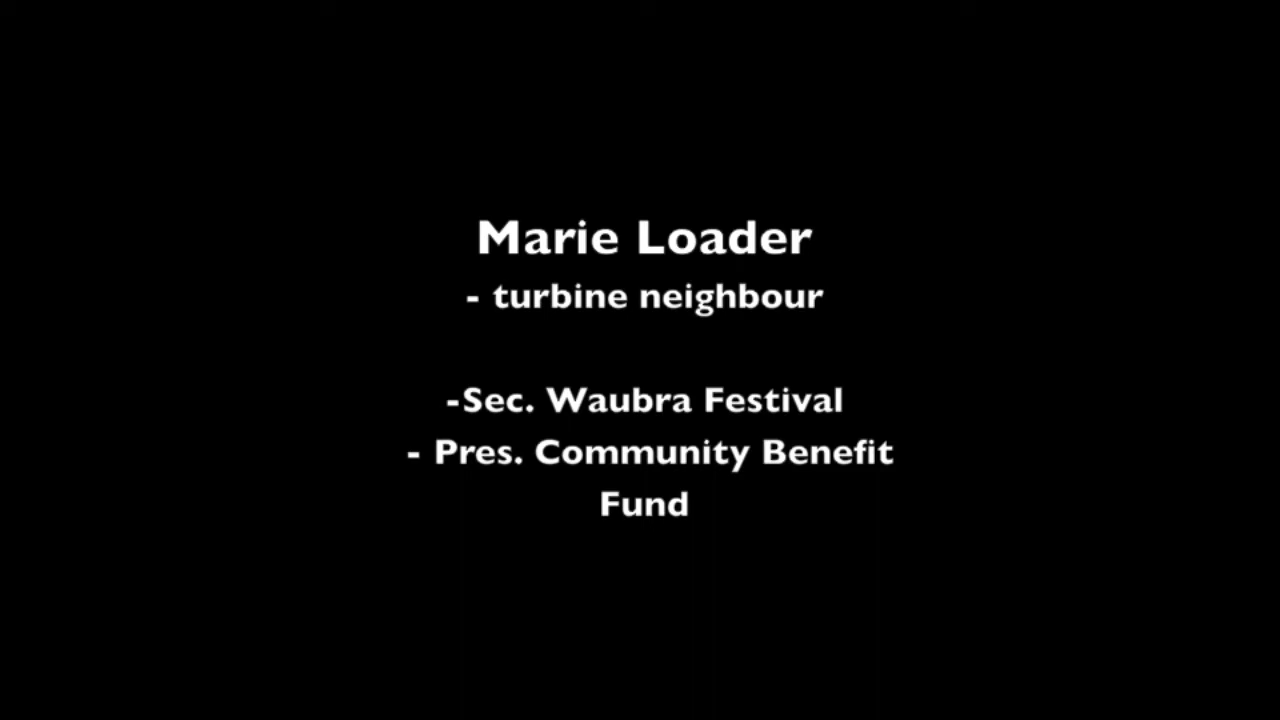 Marie Loader
- turbine neighbour
-Sec. Waubra Festival
- Pres. Community Benefit
Fund